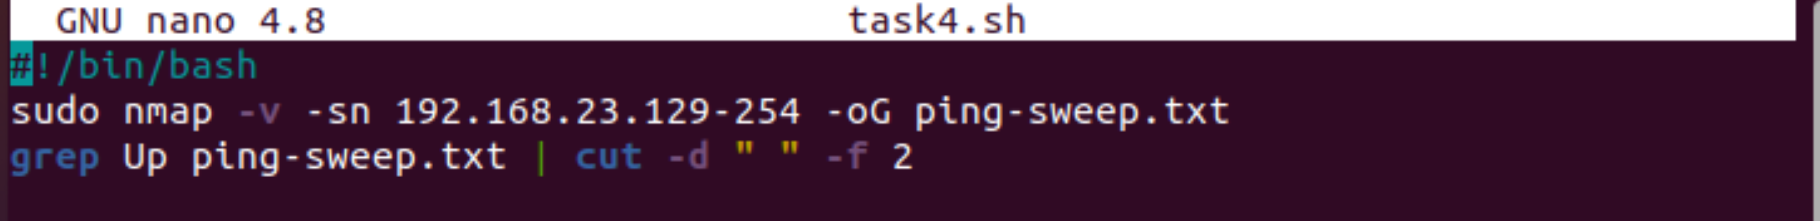 GNU nano 4.8 task4.sh
#!/bin/bash
sudo nmap -v -sn 192.168.23.129-254 -oG ping-sweep.txt
grep Up ping-sweep.txt | cut -d " " -f 2